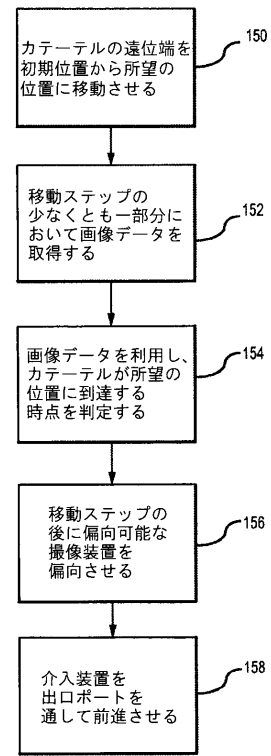 カテーテルの遠位端を
初期位置から所望の
位置に移動させる
150
移動ステップの
少なくとも一部分に
おいて画像データを
取得する
152
画像データを利用し、
カテーテルが所望の
位置に到達する
時点を判定する
154
移動ステップの
後に偏向可能な
撮像装置を
偏向させる
156
介入装置を
出口ポートを
通して前進させる
158